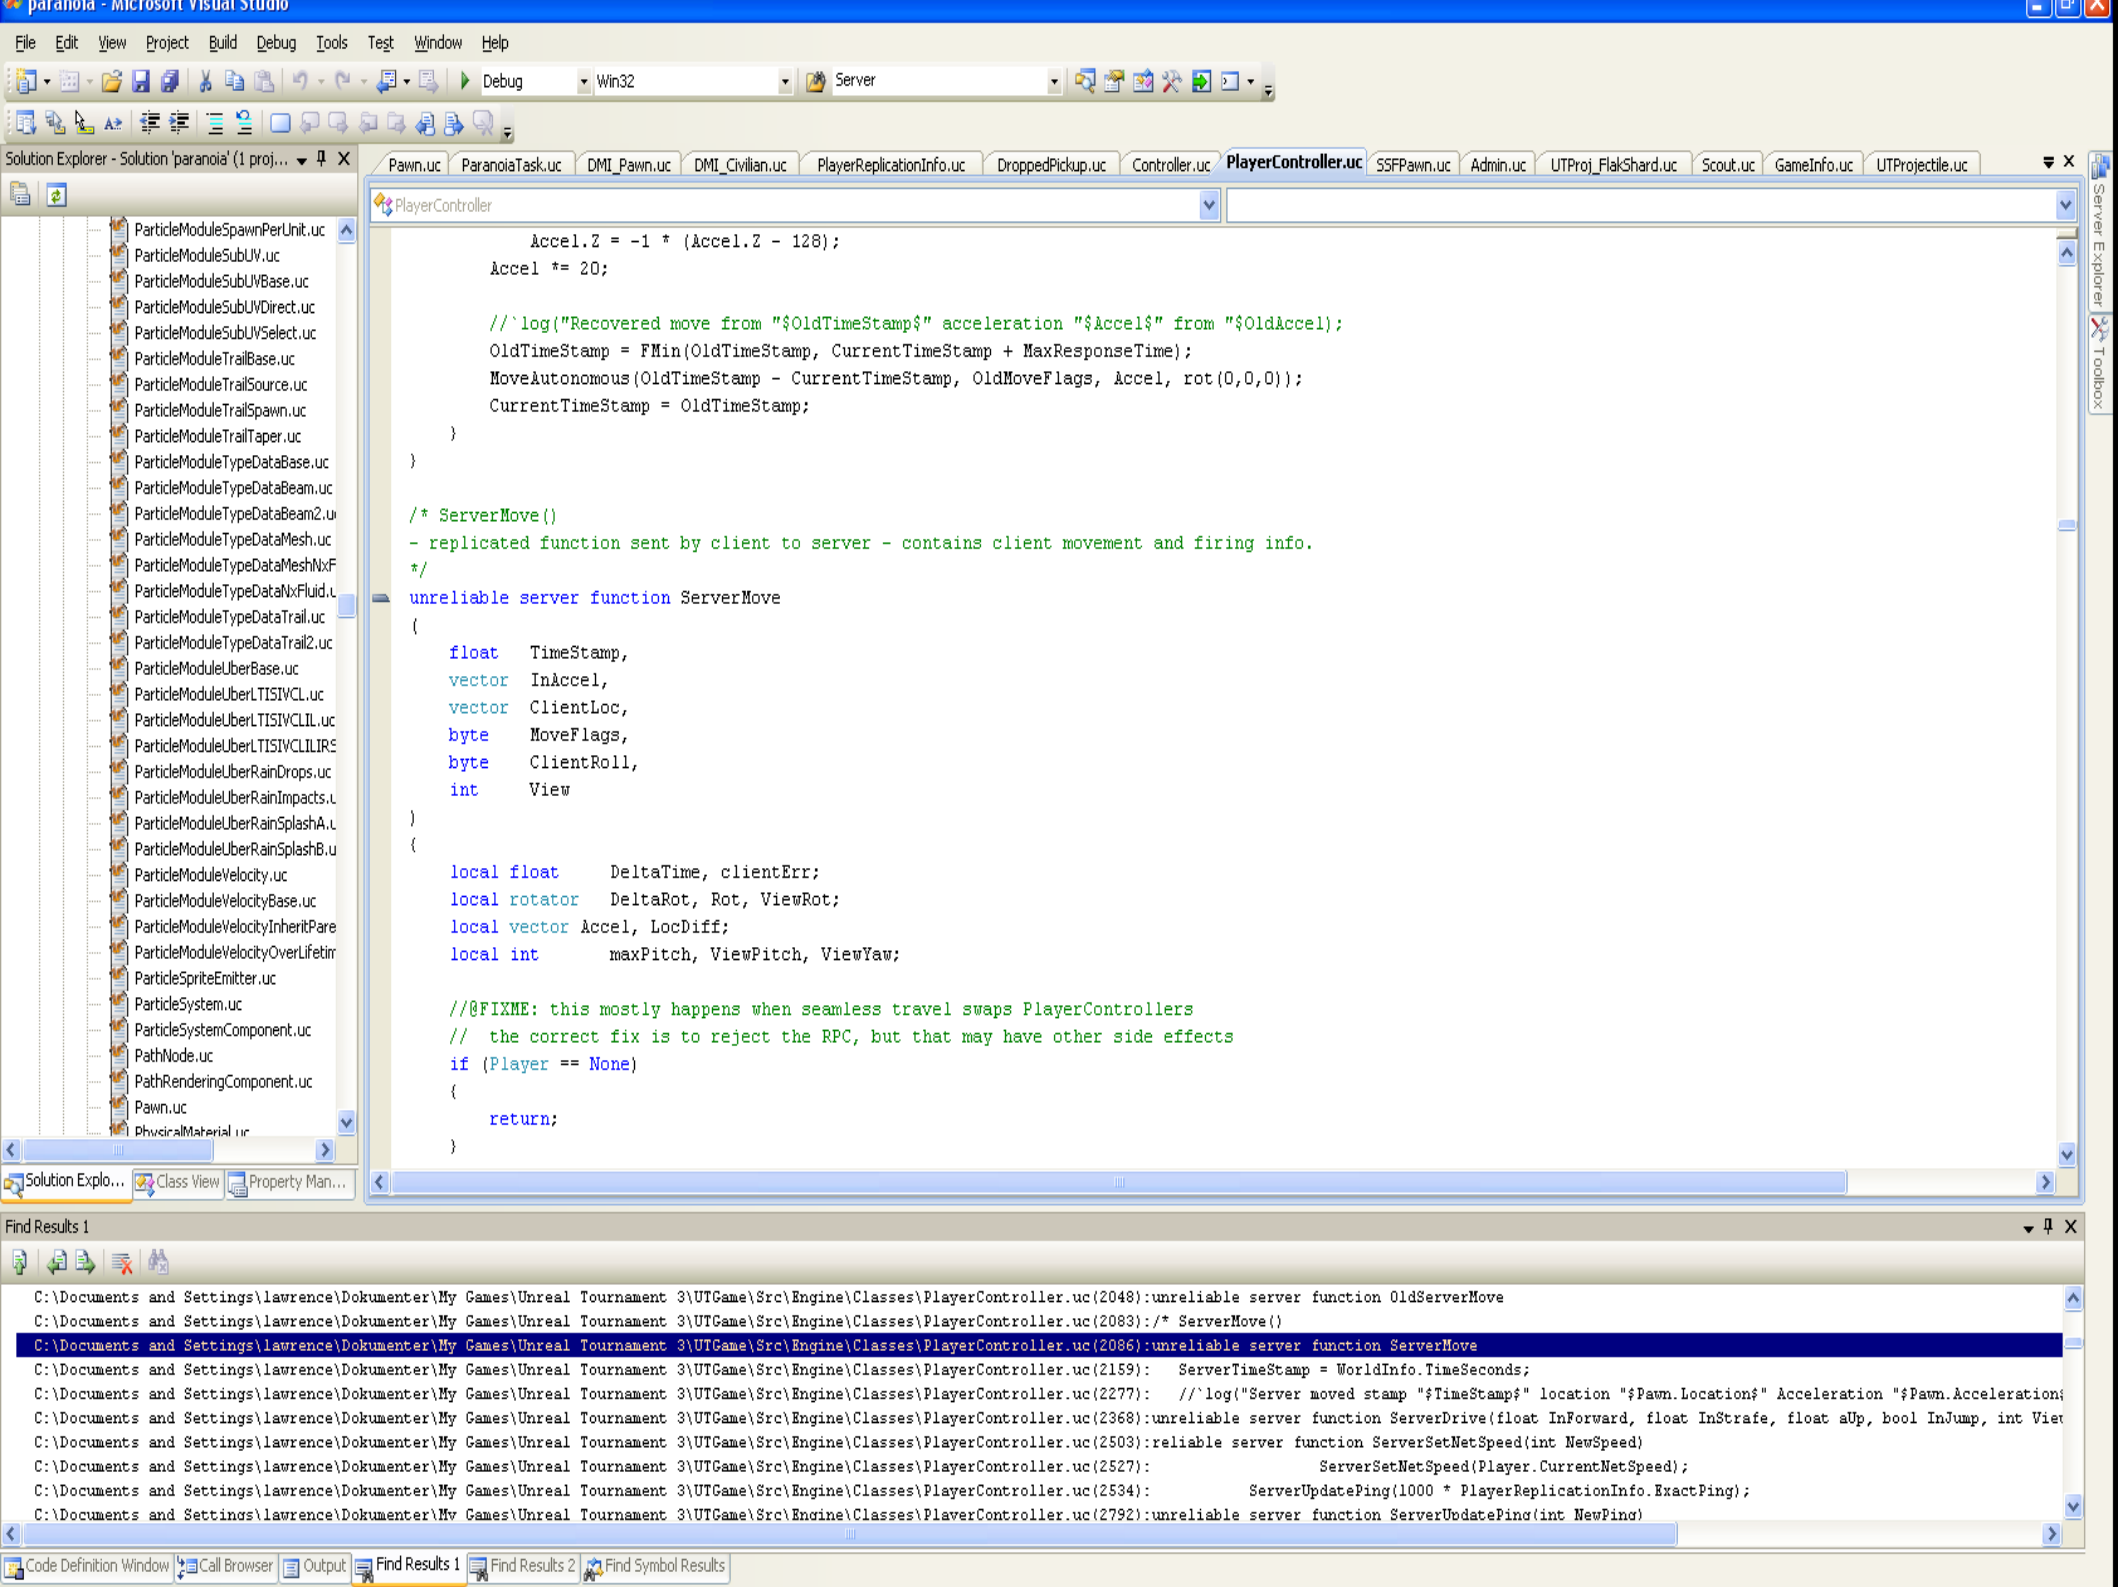 paranoia - Microsoft Visual Studio
File Edit View Project Build Debug Tools Test Window Help
Debug Win32 Server
Solution Explorer - Solution 'paranoia' (1 proj...
Pawn.uc ParanoiaTask.uc DMI_Pawn.uc DMI_Civilian.uc PlayerReplicationInfo.uc DroppedPickup.uc Controller.uc PlayerController.uc SSFPawn.uc Admin.uc UTProj_FlakShard.uc Scout.uc GameInfo.uc UTProjectile.uc
PlayerController
Server Explorer
Toolbox
ParticleModuleSpawnPerUnit.uc
ParticleModuleSubUV.uc
ParticleModuleSubUVBase.uc
ParticleModuleSubUVDirect.uc
ParticleModuleSubUVSelect.uc
ParticleModuleTrailBase.uc
ParticleModuleTrailSource.uc
ParticleModuleTrailSpawn.uc
ParticleModuleTrailTaper.uc
ParticleModuleTypeDataBase.uc
ParticleModuleTypeDataBeam.uc
ParticleModuleTypeDataBeam2.u
ParticleModuleTypeDataMesh.uc
ParticleModuleTypeDataMeshNxF
ParticleModuleTypeDataNxFluid.u
ParticleModuleTypeDataTrail.uc
ParticleModuleTypeDataTrail2.uc
ParticleModuleUberBase.uc
ParticleModuleUberLTISIVCL.uc
ParticleModuleUberLTISIVCLIL.uc
ParticleModuleUberLTISIVCLILIRS
ParticleModuleUberRainDrops.uc
ParticleModuleUberRainImpacts.u
ParticleModuleUberRainSplashA.u
ParticleModuleUberRainSplashB.u
ParticleModuleVelocity.uc
ParticleModuleVelocityBase.uc
ParticleModuleVelocityInheritPare
ParticleModuleVelocityOverLifetim
ParticleSpriteEmitter.uc
ParticleSystem.uc
ParticleSystemComponent.uc
PathNode.uc
PathRenderingComponent.uc
Pawn.uc
PhysicalMaterial.uc
Solution Explo... Class View Property Man...
Accel.Z = -1 * (Accel.Z - 128);
Accel *= 20;
//`log("Recovered move from "$OldTimeStamp$" acceleration "$Accel$" from "$OldAccel);
OldTimeStamp = FMin(OldTimeStamp, CurrentTimeStamp + MaxResponseTime);
MoveAutonomous(OldTimeStamp - CurrentTimeStamp, OldMoveFlags, Accel, rot(0,0,0));
CurrentTimeStamp = OldTimeStamp;
}
}
/* ServerMove()
- replicated function sent by client to server - contains client movement and firing info.
*/
unreliable server function ServerMove
(
float TimeStamp,
vector InAccel,
vector ClientLoc,
byte MoveFlags,
byte ClientRoll,
int View
)
{
local float DeltaTime, clientErr;
local rotator DeltaRot, Rot, ViewRot;
local vector Accel, LocDiff;
local int maxPitch, ViewPitch, ViewYaw;
//@FIXME: this mostly happens when seamless travel swaps PlayerControllers
// the correct fix is to reject the RPC, but that may have other side effects
if (Player == None)
{
return;
}
Find Results 1
C:\Documents and Settings\lawrence\Dokumenter\My Games\Unreal Tournament 3\UTGame\Src\Engine\Classes\PlayerController.uc(2048):unreliable server function OldServerMove
C:\Documents and Settings\lawrence\Dokumenter\My Games\Unreal Tournament 3\UTGame\Src\Engine\Classes\PlayerController.uc(2083):/* ServerMove()
C:\Documents and Settings\lawrence\Dokumenter\My Games\Unreal Tournament 3\UTGame\Src\Engine\Classes\PlayerController.uc(2086):unreliable server function ServerMove
C:\Documents and Settings\lawrence\Dokumenter\My Games\Unreal Tournament 3\UTGame\Src\Engine\Classes\PlayerController.uc(2159): ServerTimeStamp = WorldInfo.TimeSeconds;
C:\Documents and Settings\lawrence\Dokumenter\My Games\Unreal Tournament 3\UTGame\Src\Engine\Classes\PlayerController.uc(2277): //`log("Server moved stamp "$TimeStamp$" location "$Pawn.Location$" Acceleration "$Pawn.Acceleration$
C:\Documents and Settings\lawrence\Dokumenter\My Games\Unreal Tournament 3\UTGame\Src\Engine\Classes\PlayerController.uc(2368):unreliable server function ServerDrive(float InForward, float InStrafe, float aUp, bool InJump, int View
C:\Documents and Settings\lawrence\Dokumenter\My Games\Unreal Tournament 3\UTGame\Src\Engine\Classes\PlayerController.uc(2503):reliable server function ServerSetNetSpeed(int NewSpeed)
C:\Documents and Settings\lawrence\Dokumenter\My Games\Unreal Tournament 3\UTGame\Src\Engine\Classes\PlayerController.uc(2527): ServerSetNetSpeed(Player.CurrentNetSpeed);
C:\Documents and Settings\lawrence\Dokumenter\My Games\Unreal Tournament 3\UTGame\Src\Engine\Classes\PlayerController.uc(2534): ServerUpdatePing(1000 * PlayerReplicationInfo.ExactPing);
C:\Documents and Settings\lawrence\Dokumenter\My Games\Unreal Tournament 3\UTGame\Src\Engine\Classes\PlayerController.uc(2792):unreliable server function ServerUpdatePing(int NewPing)
Code Definition Window Call Browser Output Find Results 1 Find Results 2 Find Symbol Results